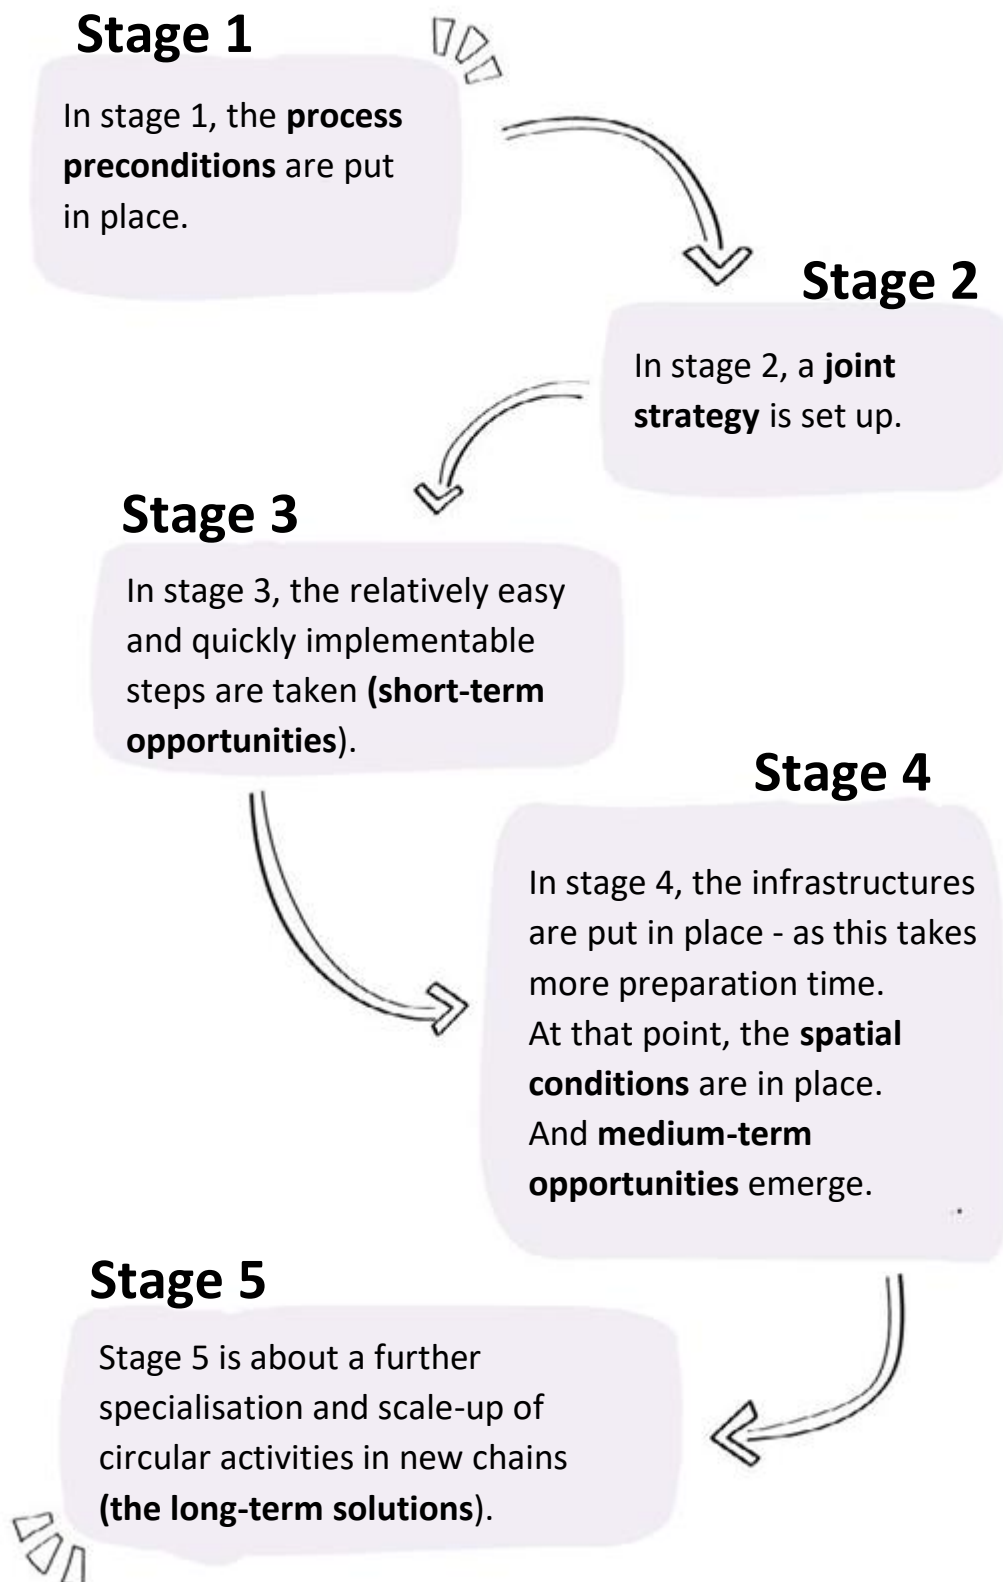 Stage 1
In stage 1, the process
preconditions are put
in place.
Stage 2
In stage 2, a joint
strategy is set up.
Stage 3
In stage 3, the relatively easy
and quickly implementable
steps are taken (short-term
opportunities).
Stage 4
In stage 4, the infrastructures
are put in place - as this takes
more preparation time.
At that point, the spatial
conditions are in place.
And medium-term
opportunities emerge.
Stage 5
Stage 5 is about a further
specialisation and scale-up of
circular activities in new chains
(the long-term solutions).